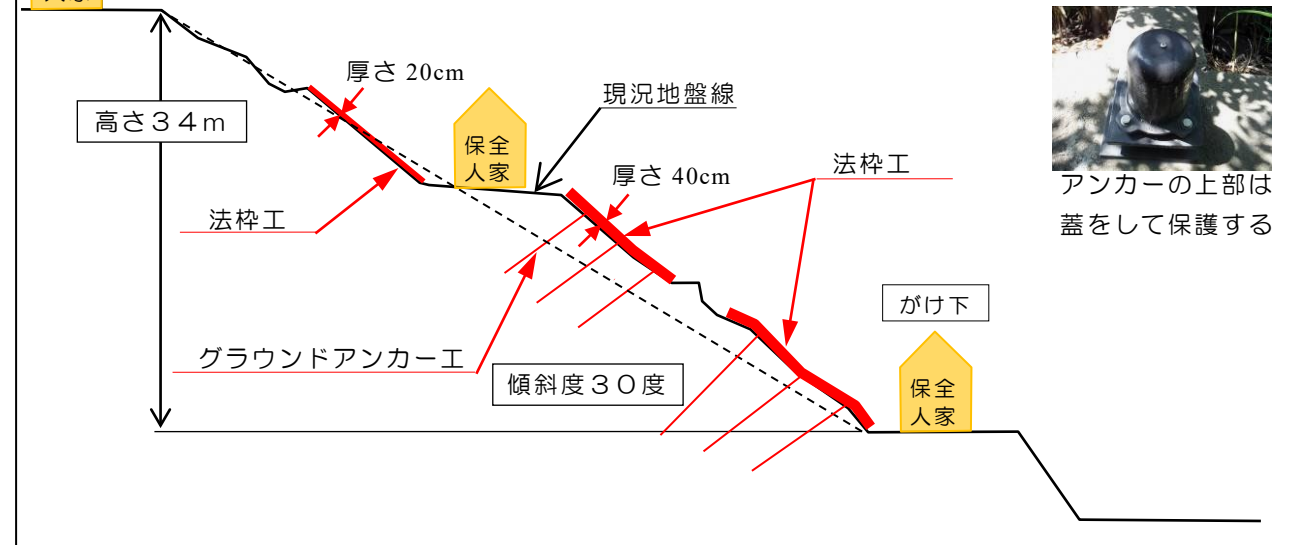 厚さ 20cm
現況地盤線
高さ34m
保全
人家
厚さ 40cm
法枠工
アンカーの上部は
蓋をして保護する
法枠工
がけ下
グラウンドアンカー工
傾斜度30度
保全
人家